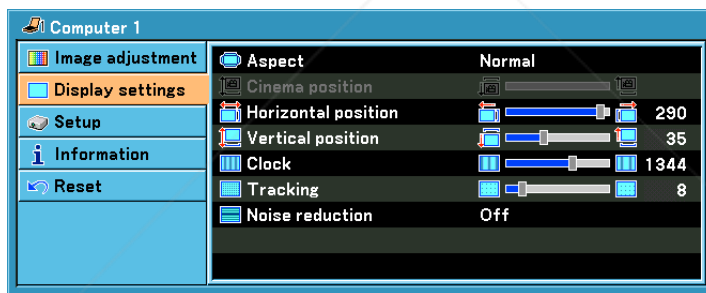 Computer 1
Image adjustment
Display settings
Setup
Information
Reset
Aspect Normal
Cinema position
Horizontal position 290
Vertical position 35
Clock 1344
Tracking 8
Noise reduction Off